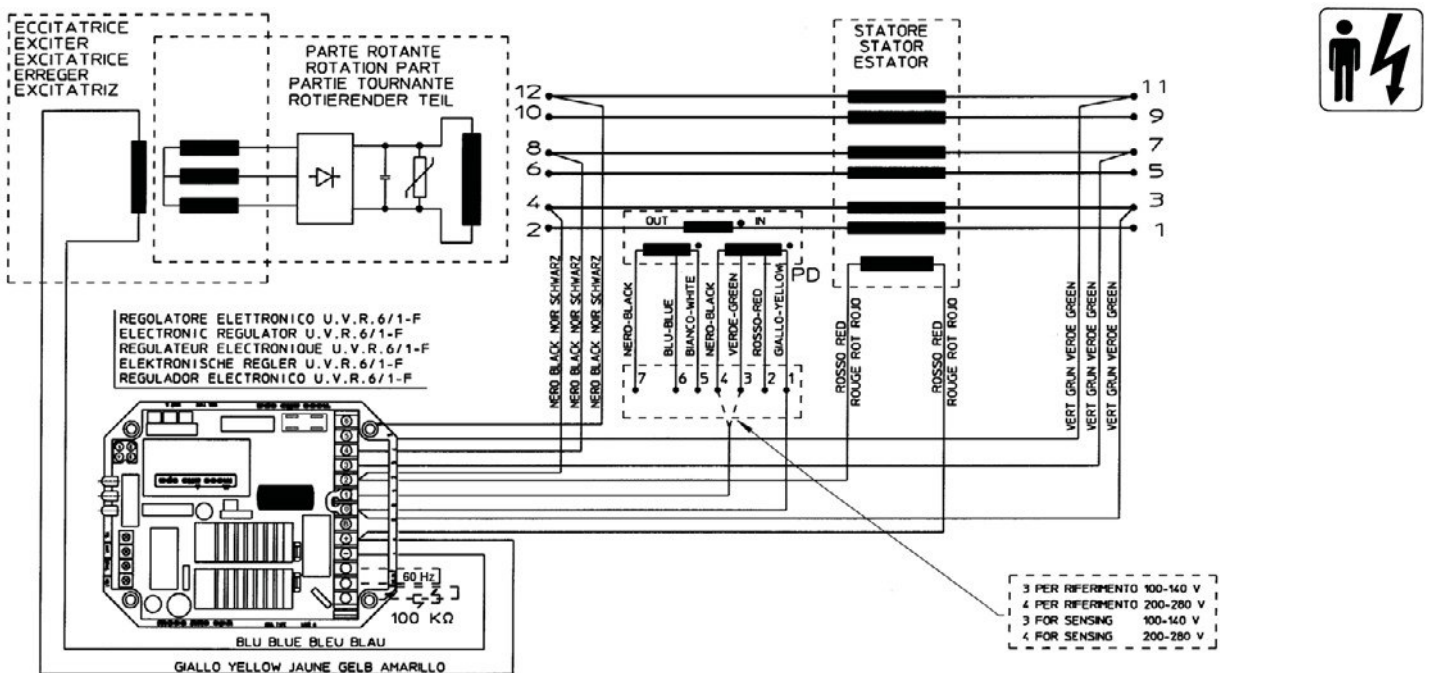 ECCITATRICE
EXCITER
EXCITATRICE
ERREGER
EXCITATRIZ
PARTE ROTANTE
ROTATION PART
PARTIE TOURNANTE
ROTIERENDER TEIL
STATORE
STATOR
ESTATOR
12
10
8
6
4
2
11
9
7
5
3
1
OUT
IN
PD
NERO BLACK NOIR SCHWARZ
NERO BLACK NOIR SCHWARZ
NERO BLACK NOIR SCHWARZ
NERO-BLACK
BLU-BLUE
BIANCO-WHITE
NERO-BLACK
VERDE-GREEN
ROSSO-RED
GIALLO-YELLOW
7 6 5 4 3 2 1
ROSSO RED
ROUGE ROT ROJO
ROSSO RED
ROUGE ROT ROJO
VERT GRUN VERDE GREEN
VERT GRUN VERDE GREEN
VERT GRUN VERDE GREEN
REGOLATORE ELETTRONICO U.V.R.6/1-F
ELECTRONIC REGULATOR U.V.R.6/1-F
REGULATEUR ELECTRONIQUE U.V.R.6/1-F
ELEKTRONISCHE REGLER U.V.R.6/1-F
REGULADOR ELECTRONICO U.V.R.6/1-F
60 Hz
100 KΩ
BLU BLUE BLEU BLAU
GIALLO YELLOW JAUNE GELB AMARILLO
3 PER RIFERIMENTO 100-140 V
4 PER RIFERIMENTO 200-280 V
3 FOR SENSING 100-140 V
4 FOR SENSING 200-280 V